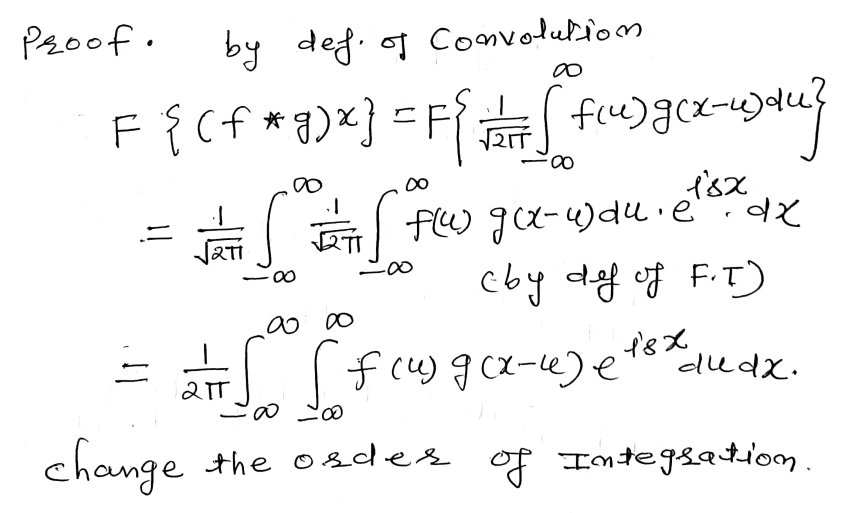 Proof. by def. of Convolution
F {(f * g)x} = F{ 1/√2π ∫_{-∞}^{∞} f(u) g(x-u) du}
= 1/√2π ∫_{-∞}^{∞} 1/√2π ∫_{-∞}^{∞} f(u) g(x-u) du . e^{isx} . dx
(by def of F.T)
= 1/2π ∫_{-∞}^{∞} ∫_{-∞}^{∞} f(u) g(x-u) e^{isx} du dx.
change the order of Integration.